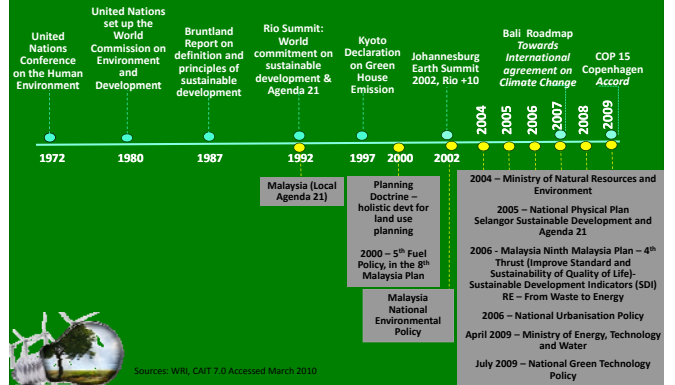 United
Nations
Conference
on the Human
Environment
United Nations
set up the
World
Commission on
Environment
and
Development
Bruntland
Report on
definition and
principles of
sustainable
development
Rio Summit:
World
commitment on
sustainable
development &
Agenda 21
Kyoto
Declaration
on Green
House
Emission
Johannesburg
Earth Summit
2002, Rio +10
Bali Roadmap
Towards
International
agreement on
Climate Change
COP 15
Copenhagen
Accord
2004
2005
2006
2007
2008
2009
1972
1980
1987
1992
1997
2000
2002
Malaysia (Local
Agenda 21)
Planning
Doctrine –
holistic devt for
land use
planning
2000 – 5th Fuel
Policy, in the 8th
Malaysia Plan
Malaysia
National
Environmental
Policy
2004 – Ministry of Natural Resources and
Environment
2005 – National Physical Plan
Selangor Sustainable Development and
Agenda 21
2006 - Malaysia Ninth Malaysia Plan – 4th
Thrust (Improve Standard and
Sustainability of Quality of Life)-
Sustainable Development Indicators (SDI)
RE – From Waste to Energy
2006 – National Urbanisation Policy
April 2009 – Ministry of Energy, Technology
and Water
July 2009 – National Green Technology
Policy
Sources: WRI, CAIT 7.0 Accessed March 2010